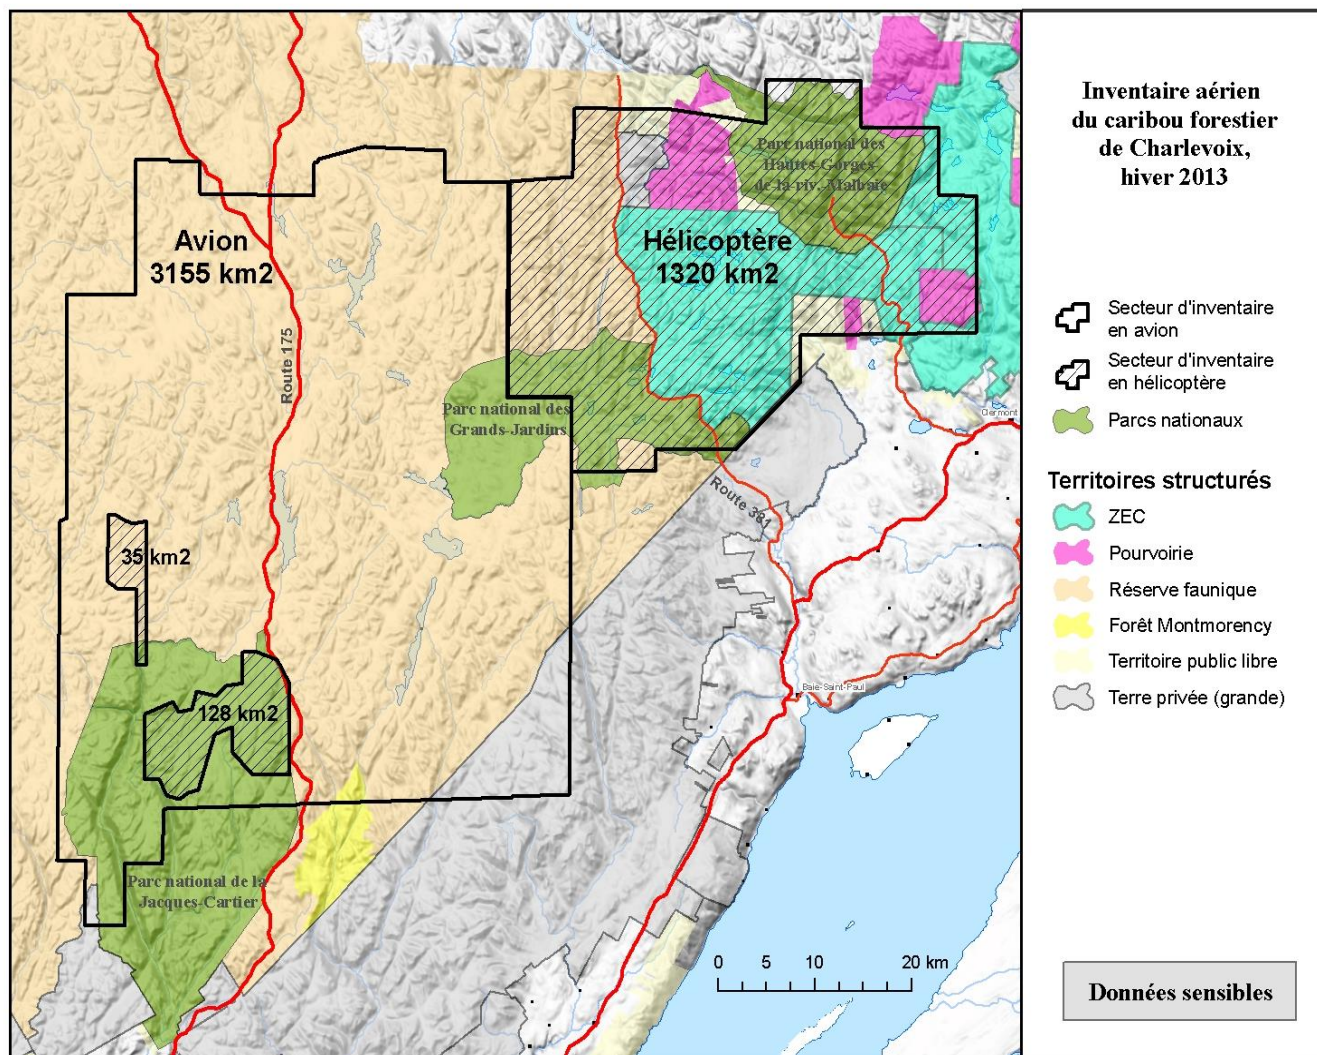 Inventaire aérien
du caribou forestier
de Charlevoix,
hiver 2013
Secteur d'inventaire
en avion
Secteur d'inventaire
en hélicoptère
Parcs nationaux
Territoires structurés
ZEC
Pourvoirie
Réserve faunique
Forêt Montmorency
Territoire public libre
Terre privée (grande)
Données sensibles
Parc national des
Hautes-Gorges-
de-la-riv. Malbaie
Avion
3155 km2
Hélicoptère
1320 km2
Route 175
Parc national des
Grands-Jardins
Clermont
Route 381
35 km2
128 km2
Baie-Saint-Paul
Parc national de la
Jacques-Cartier
0 5 10 20 km